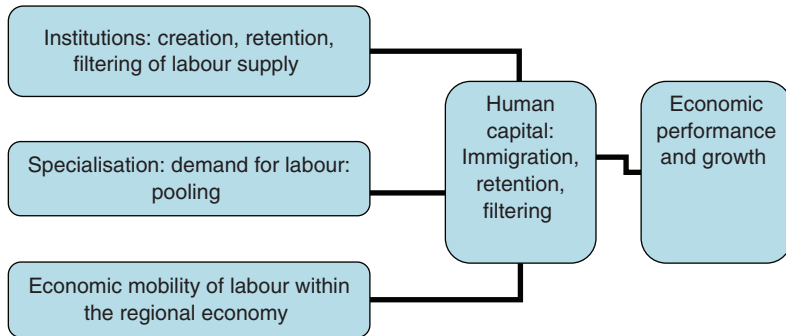 Institutions: creation, retention,
filtering of labour supply
Specialisation: demand for labour:
pooling
Economic mobility of labour within
the regional economy
Human
capital:
Immigration,
retention,
filtering
Economic
performance
and growth